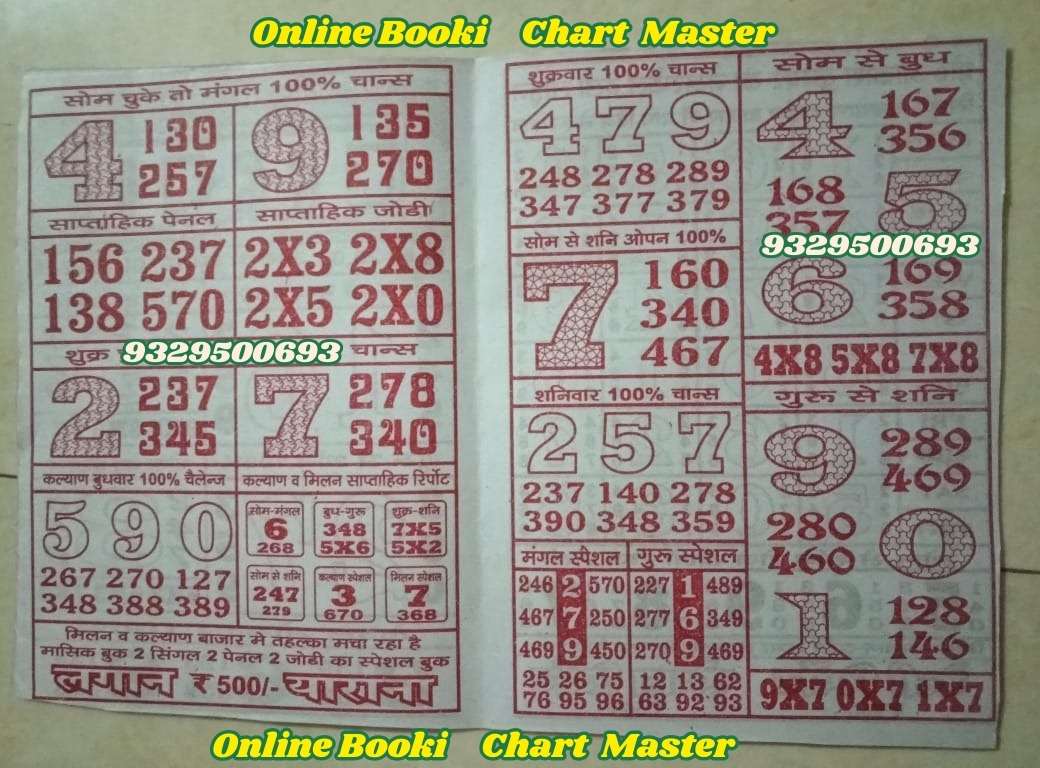 Online Booki Chart Master
सोम चुके तो मंगल 100% चान्स
4 130 257
9 135 270
साप्ताहिक पेनल
156 237
138 570
साप्ताहिक जोडी
2X3 2X8
2X5 2X0
शुक्र 9329500693 चान्स
2 237 345
7 278 340
कल्याण बुधवार 100% चैलेन्ज
5 9 0
267 270 127
348 388 389
कल्याण व मिलन साप्ताहिक रिर्पोट
सोम-मंगल
6
268
बुध-गुरू
348
5X6
शुक्र-शनि
7X5
5X2
सोम से शनि
247
279
कल्याण स्पेशल
3
670
मिलन स्पेशल
7
368
मिलन व कल्याण बाजार मे तहल्का मचा रहा है
मासिक बुक 2 सिंगल 2 पेनल 2 जोडी का स्पेशल बुक
लगान ₹ 500/- याराना
शुक्रवार 100% चान्स
4 7 9
248 278 289
347 377 379
सोम से शनि ओपन 100%
7 160
340
467
शनिवार 100% चान्स
2 5 7
237 140 278
390 348 359
मंगल स्पेशल
246 2 570
467 7 250
469 9 450
25 26 75
76 95 96
गुरू स्पेशल
227 1 489
277 6 349
270 9 469
12 13 62
63 92 93
सोम से बुध
4 167
356
168 5
357
9329500693
6 169
358
4X8 5X8 7X8
गुरू से शनि
9 289
469
280 0
460
1 128
146
9X7 0X7 1X7
Online Booki Chart Master